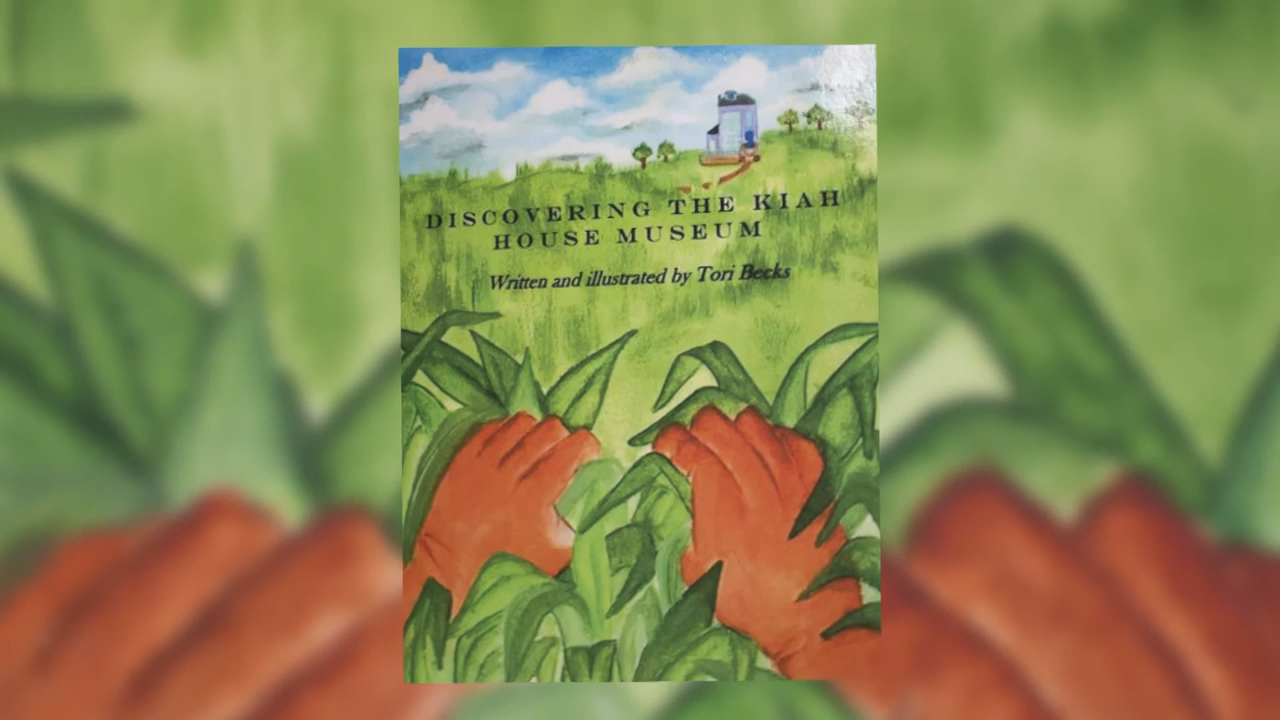 DISCOVERING THE KIAH
HOUSE MUSEUM
Written and illustrated by Tori Becks